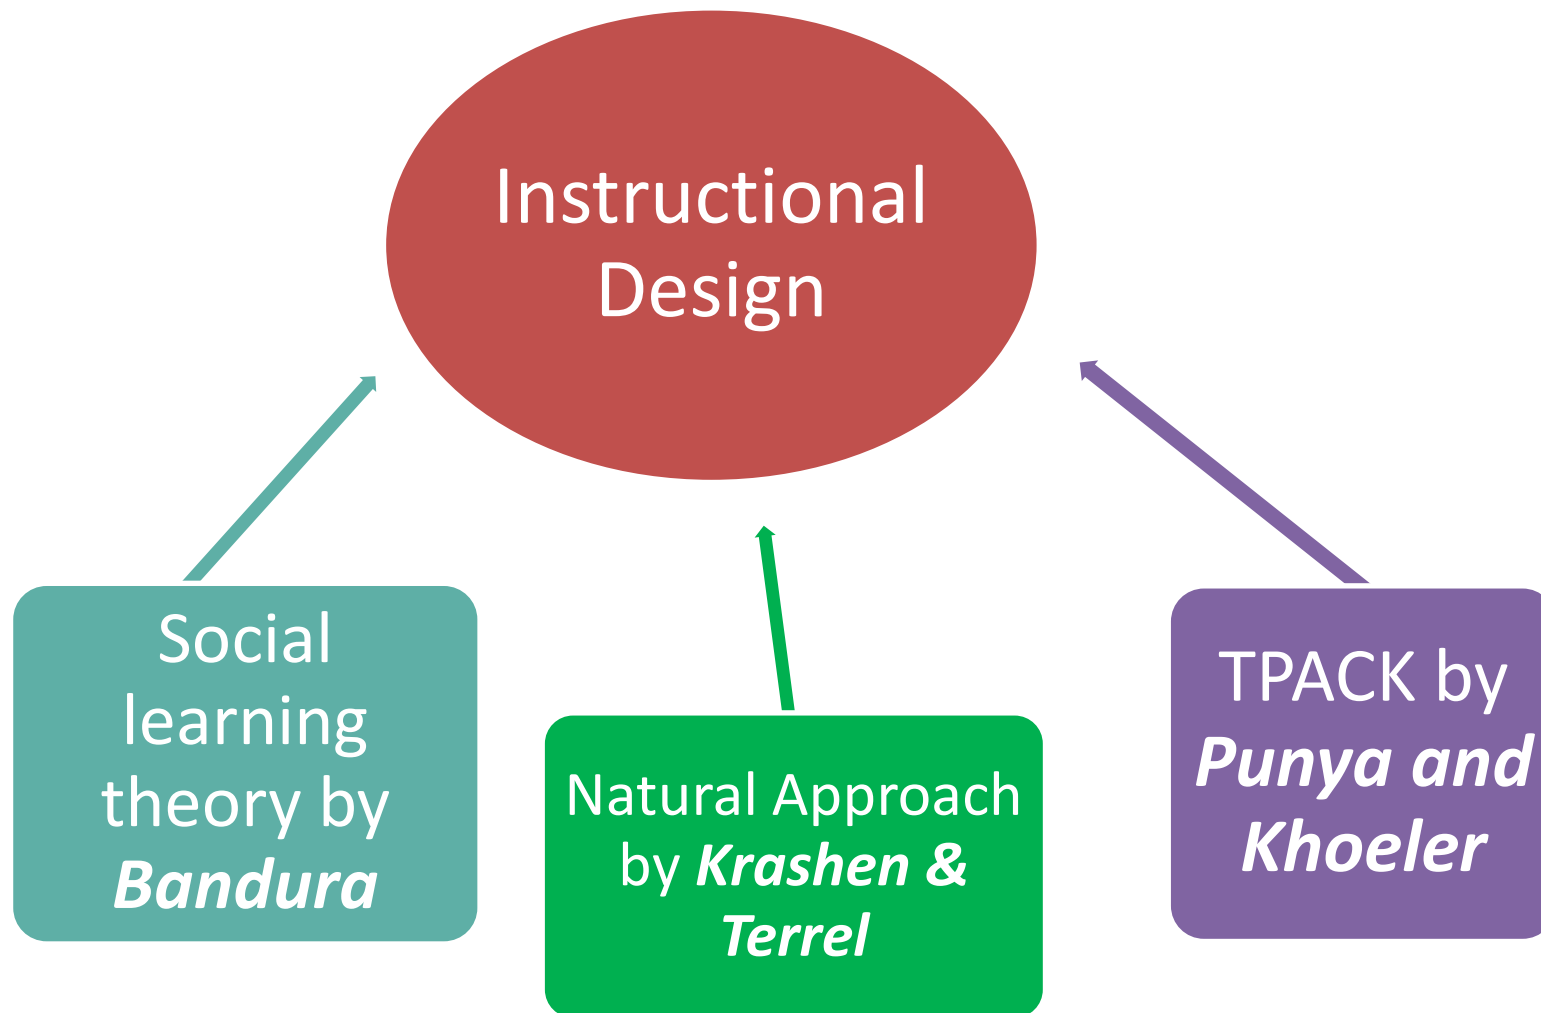 Instructional
Design
Social
learning
theory by
Bandura
Natural Approach
by Krashen &
Terrel
TPACK by
Punya and
Khoeler